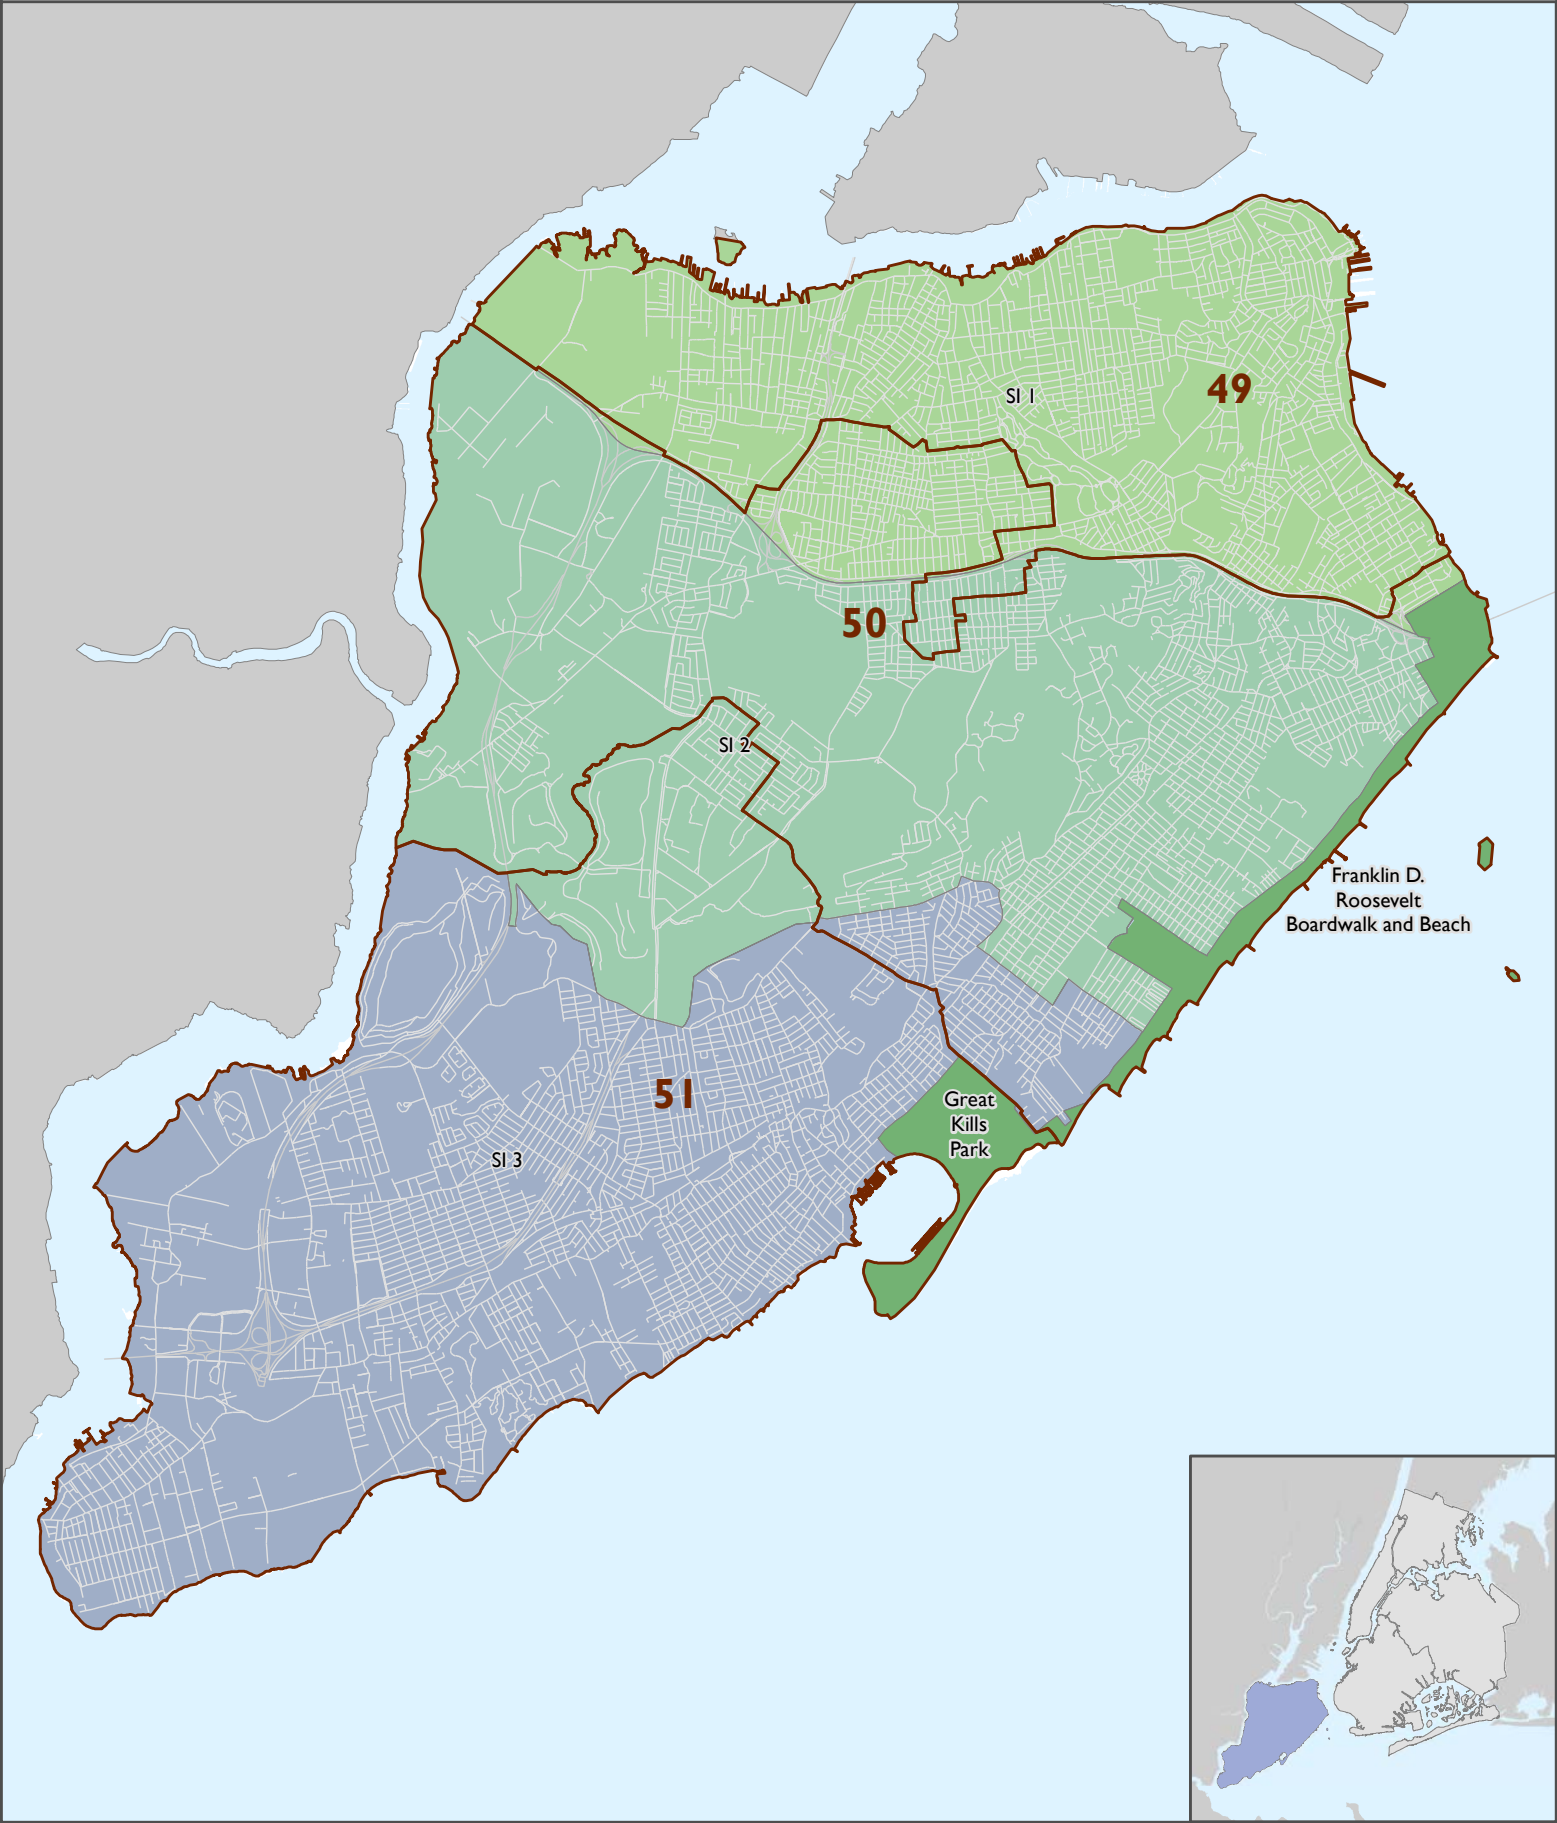 SI 1
49
50
SI 2
Franklin D.
Roosevelt
Boardwalk and Beach
51
Great
Kills
Park
SI 3